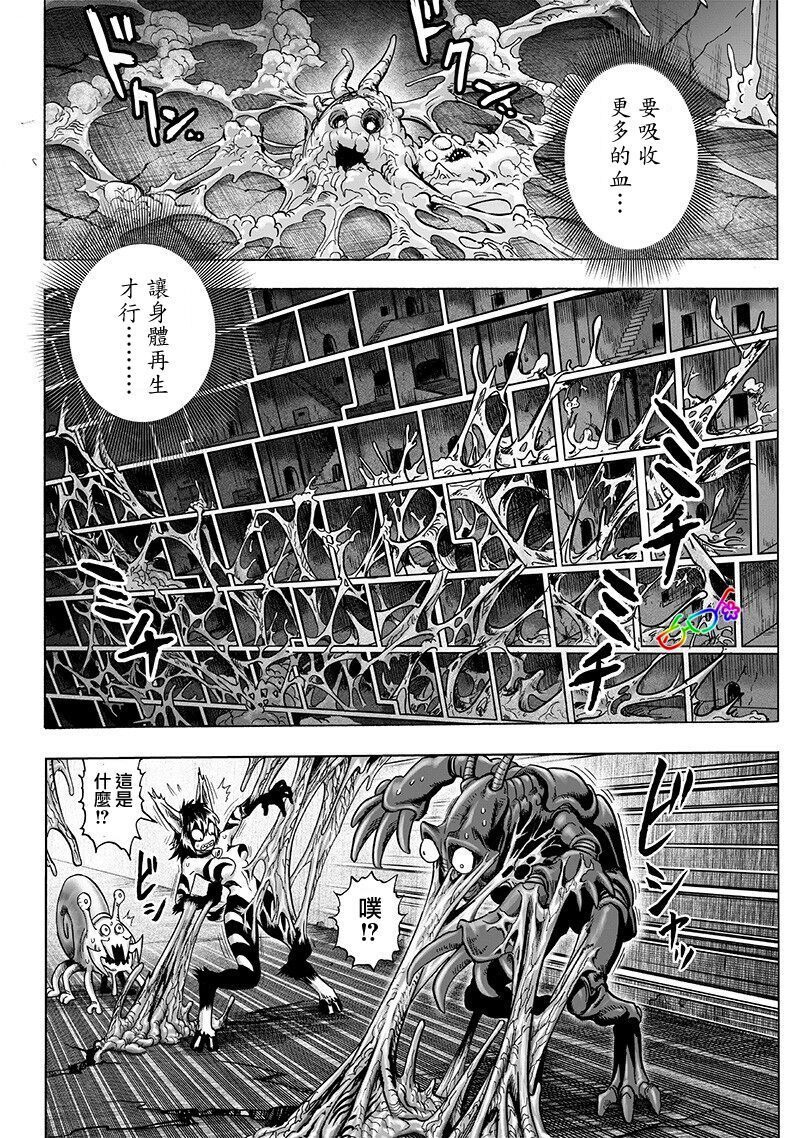 要吸收
更多的血…
ドクン‥
ドクン‥
讓身體再生
才行………
ミチ
ミチ
ミチ
ビシャッ
噗!?
這是
什麼!?
ビシ